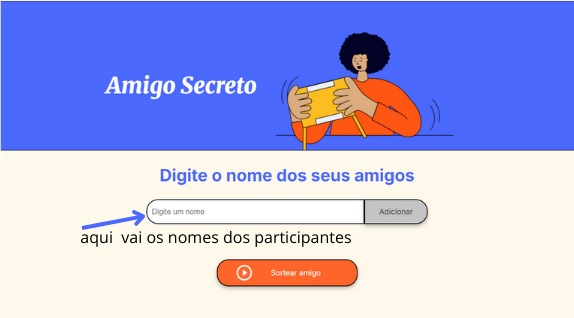 Amigo Secreto
Digite o nome dos seus amigos
Digite um nome
Adicionar
aqui vai os nomes dos participantes
Sortear amigo